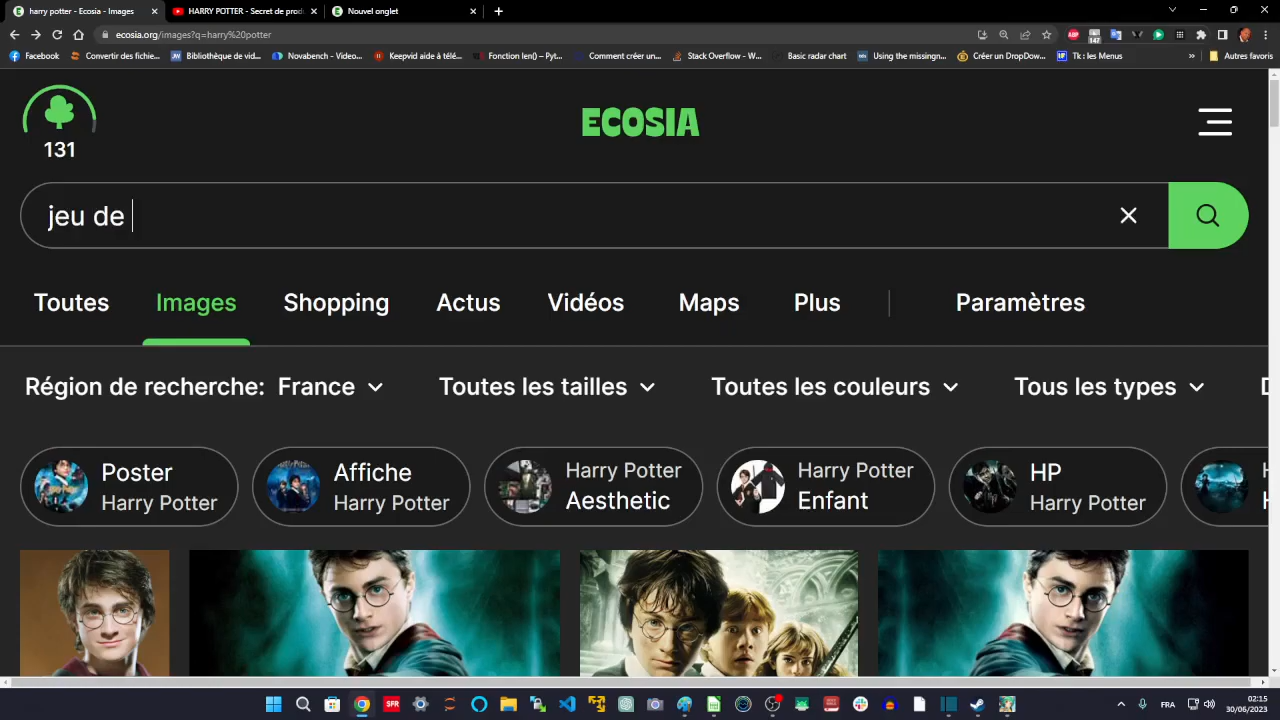 harry potter - Ecosia - Images
HARRY POTTER - Secret de prod
Nouvel onglet
ecosia.org/images?q=harry%20potter
Facebook
Convertir des fichie...
Bibliothèque de vid...
Novabench - Video...
Keepvid aide à télé...
Fonction len() – Pyt...
Comment créer un...
Stack Overflow - W...
Basic radar chart
Using the missingn...
Créer un DropDow...
Tk : les Menus
»
Autres favoris
131
ECOSIA
jeu de
Toutes
Images
Shopping
Actus
Vidéos
Maps
Plus
Paramètres
Région de recherche: France
Toutes les tailles
Toutes les couleurs
Tous les types
Poster
Harry Potter
Affiche
Harry Potter
Harry Potter
Aesthetic
Harry Potter
Enfant
HP
Harry Potter
SFR
FRA
02:15
30/06/2023